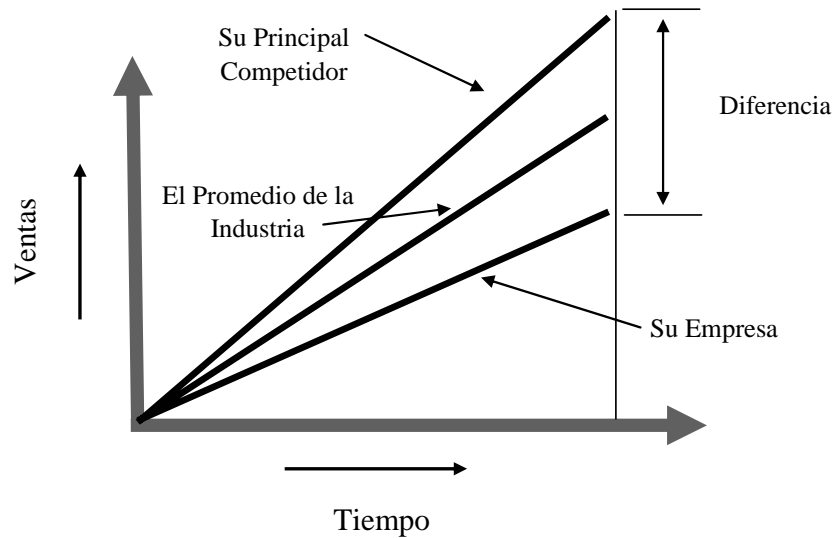 Su Principal
Competidor
Diferencia
El Promedio de la
Industria
Ventas
Su Empresa
Tiempo